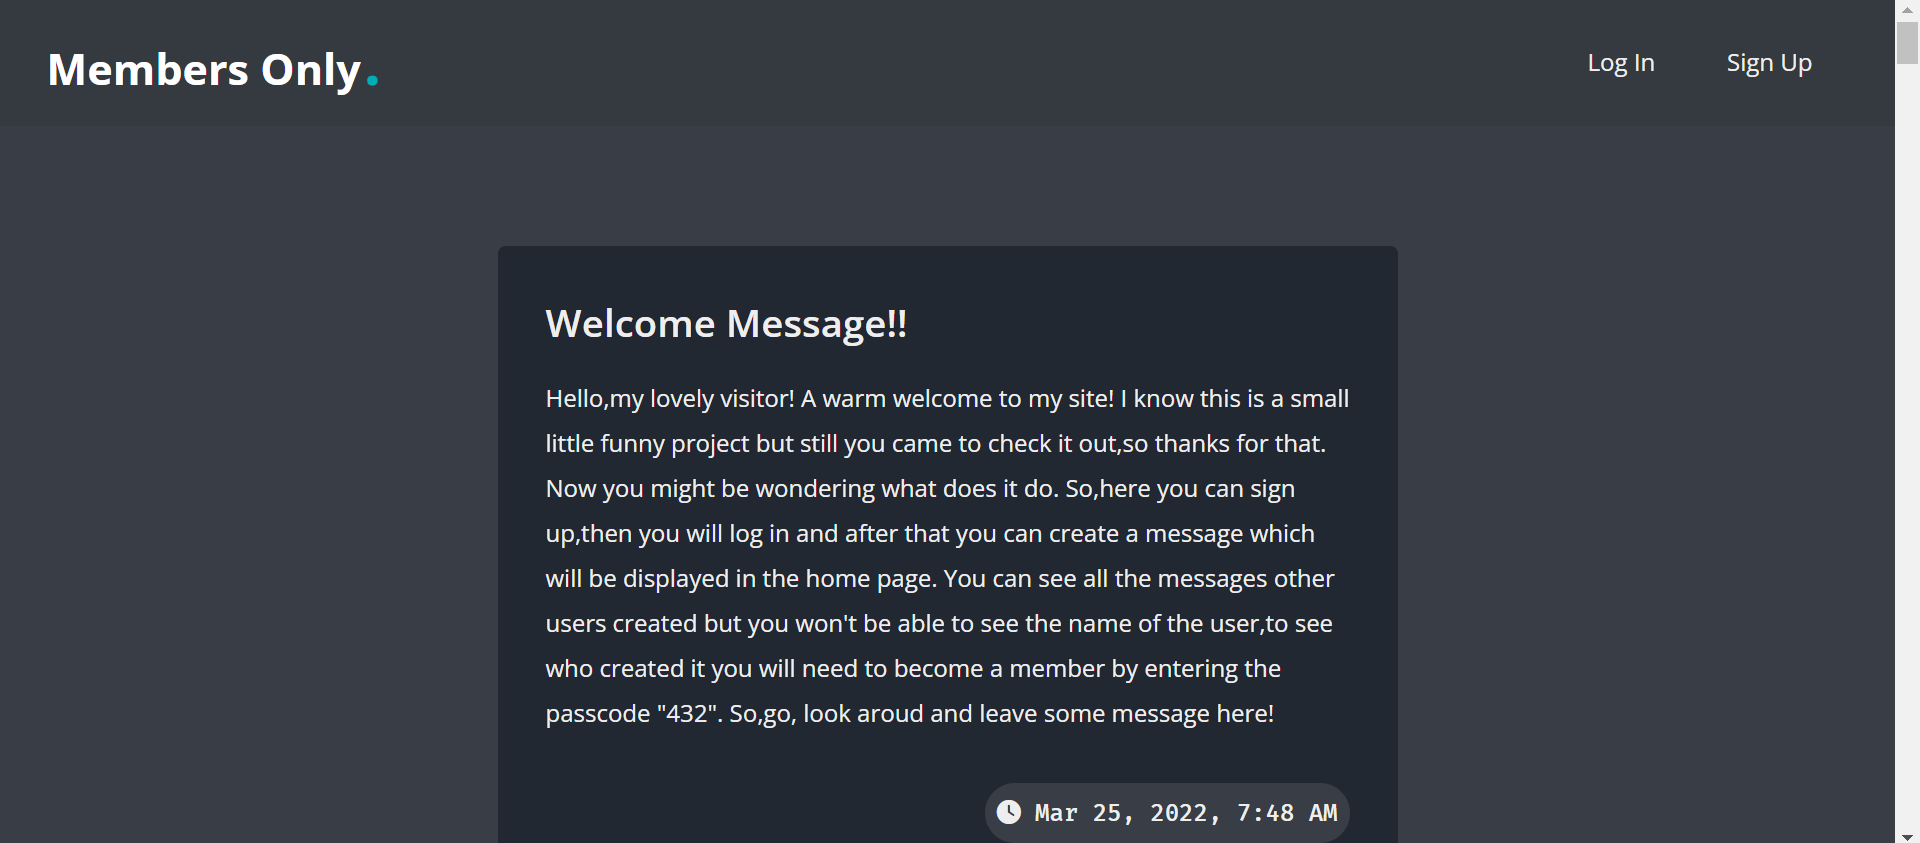 Members Only.
Log In
Sign Up
Welcome Message!!
Hello,my lovely visitor! A warm welcome to my site! I know this is a small
little funny project but still you came to check it out,so thanks for that.
Now you might be wondering what does it do. So,here you can sign
up,then you will log in and after that you can create a message which
will be displayed in the home page. You can see all the messages other
users created but you won't be able to see the name of the user,to see
who created it you will need to become a member by entering the
passcode "432". So,go, look aroud and leave some message here!
Mar 25, 2022, 7:48 AM